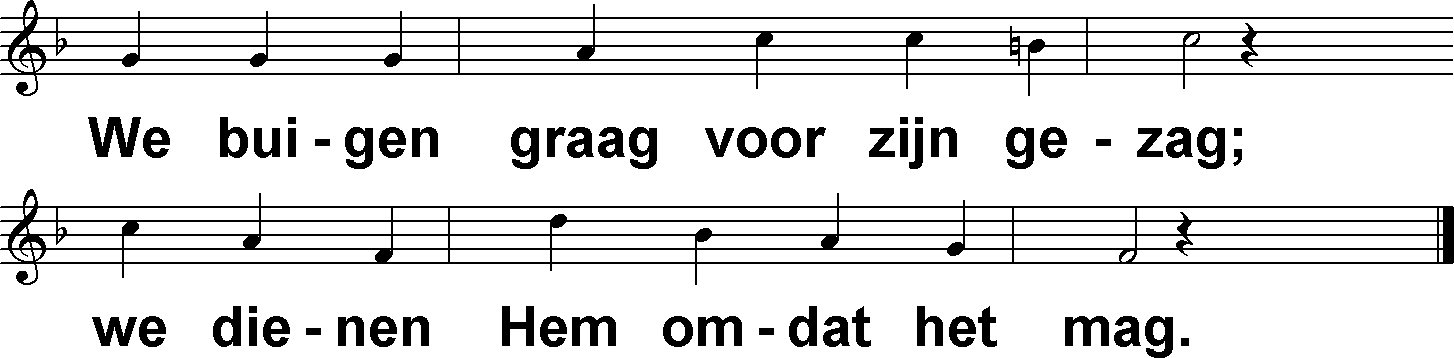 We bui - gen graag voor zijn ge - zag;
we die - nen Hem om - dat het mag.